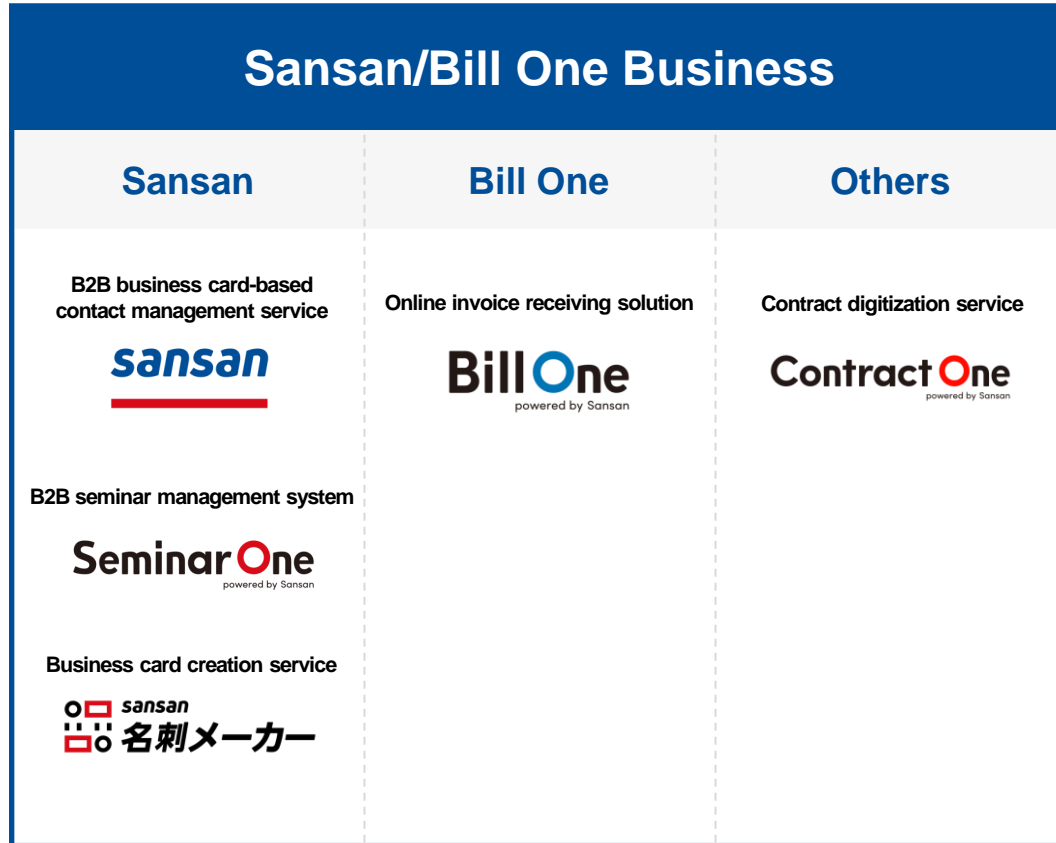 Sansan/Bill One Business
Sansan
Bill One
Others
B2B business card-based
contact management service
sansan
Online invoice receiving solution
Bill One
powered by Sansan
Contract digitization service
Contract One
powered by Sansan
B2B seminar management system
Seminar One
powered by Sansan
Business card creation service
sansan
名刺メーカー